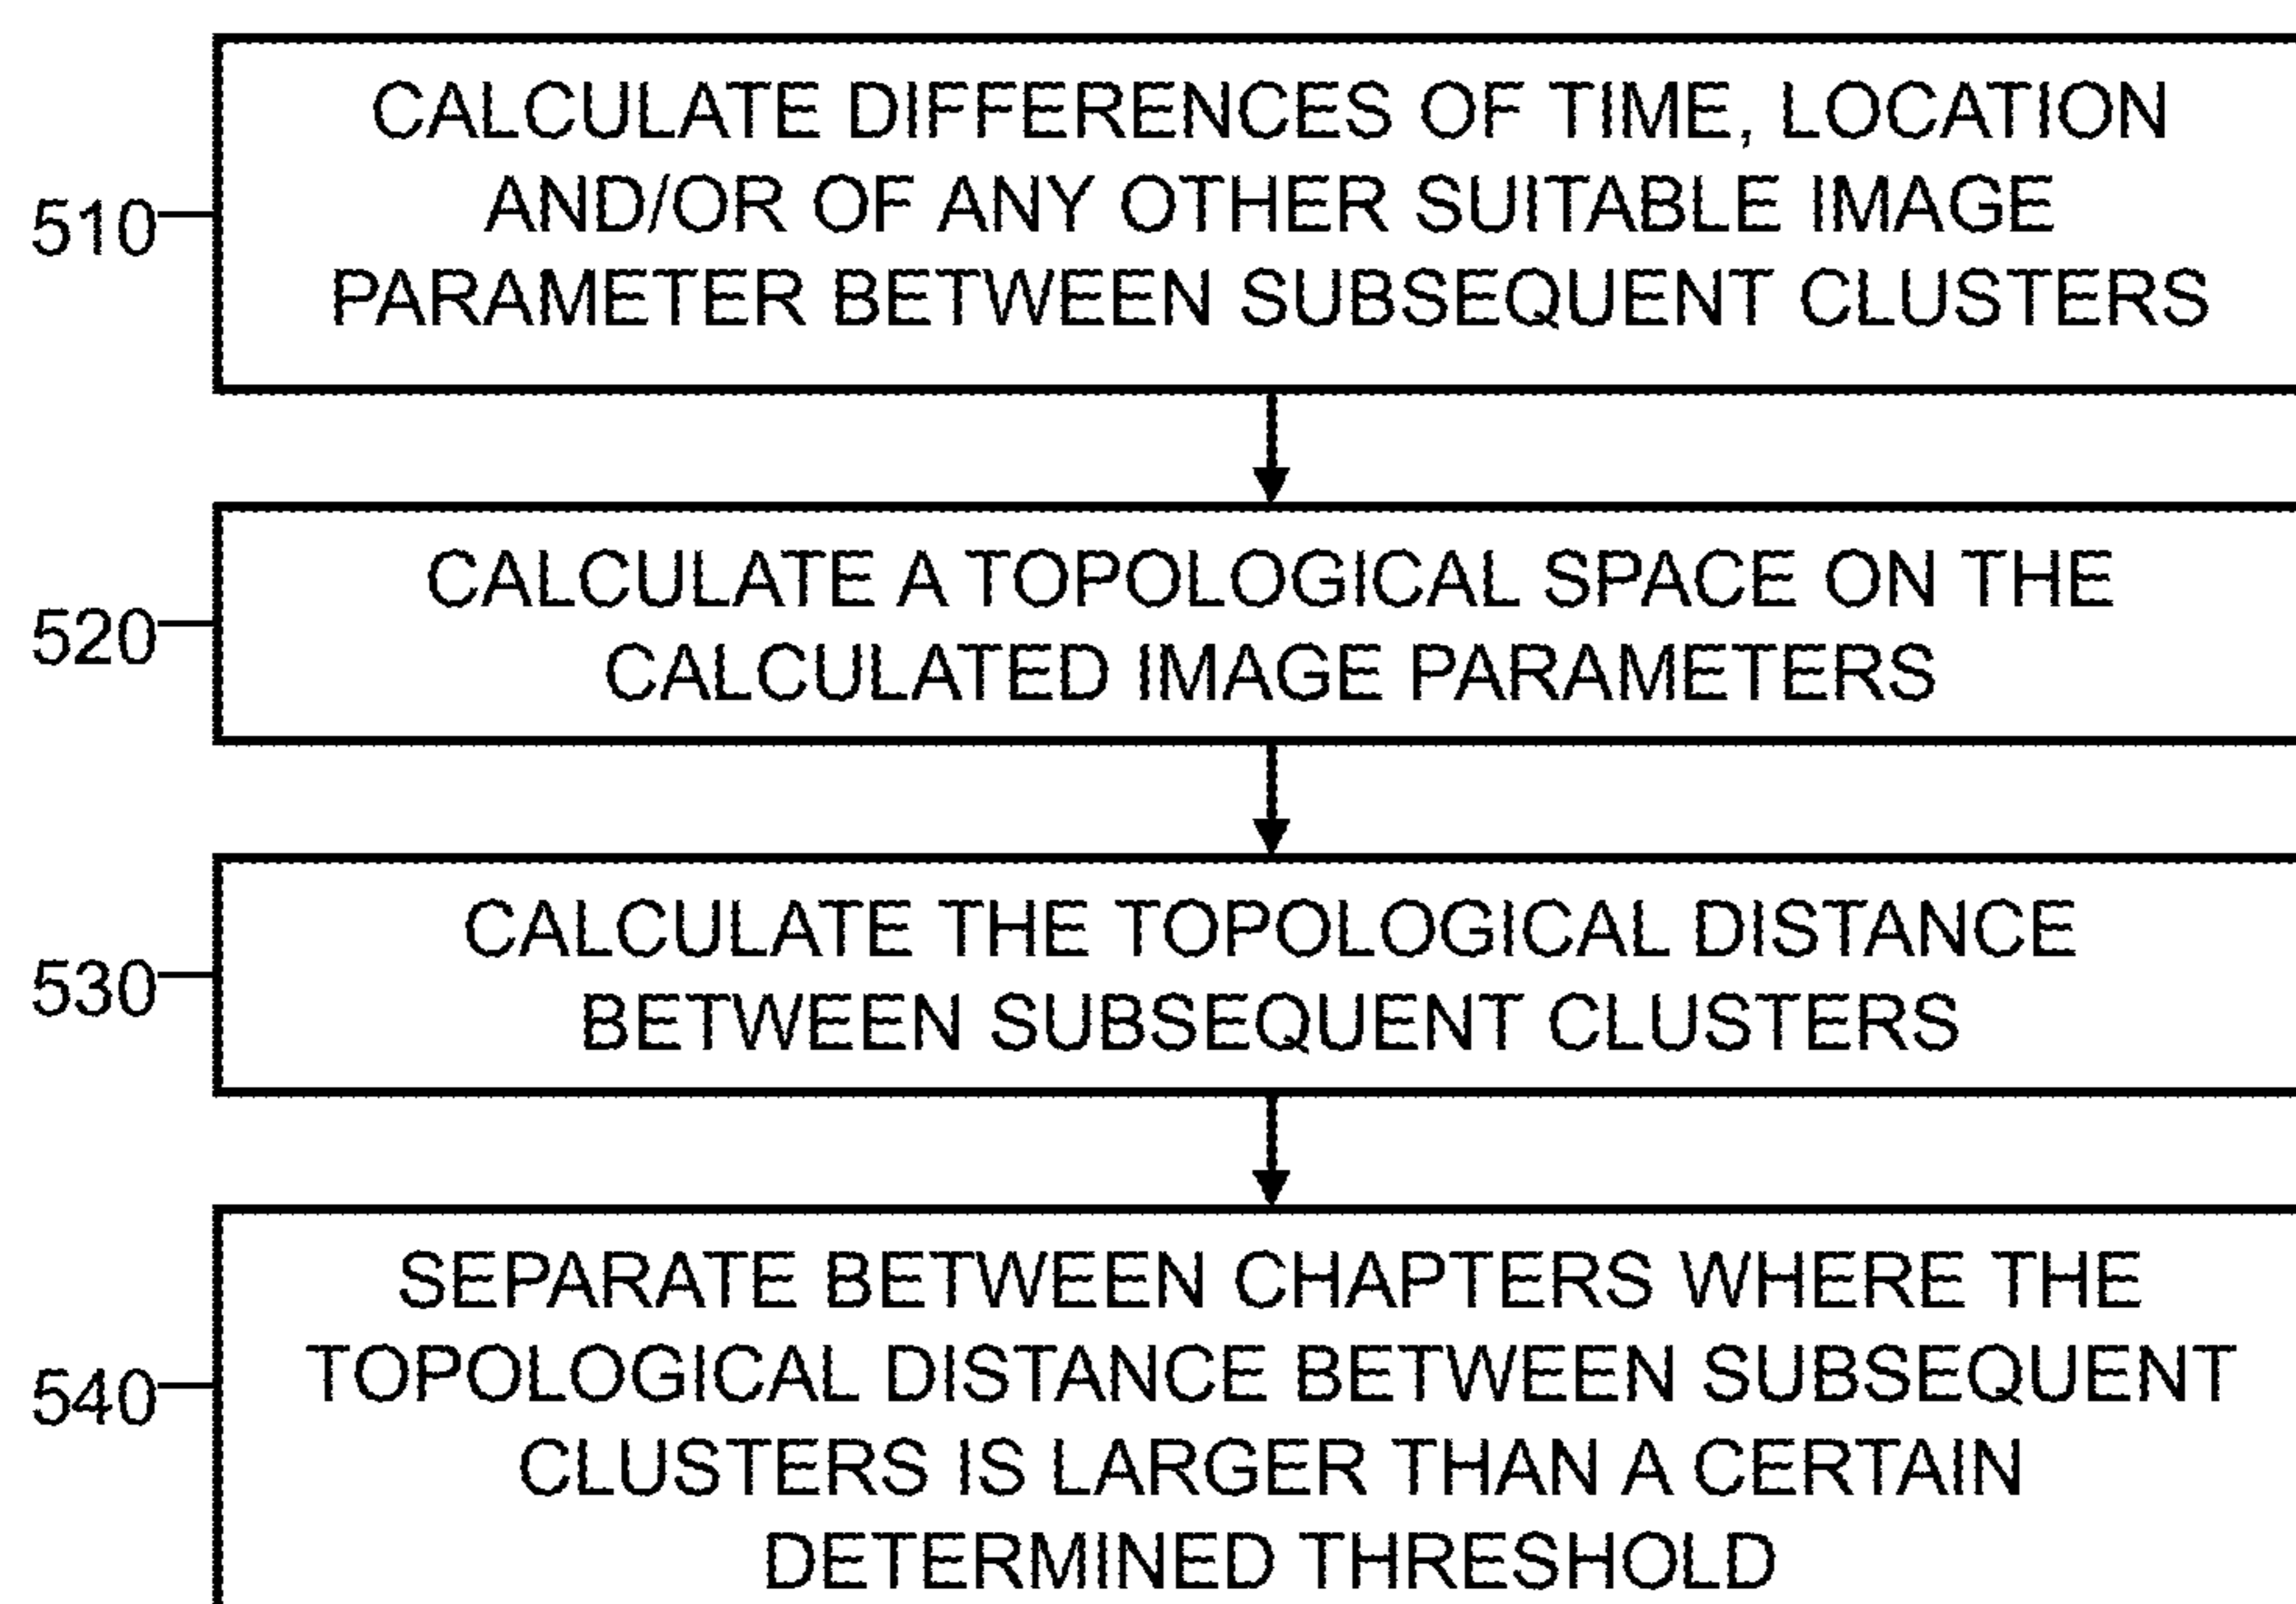 CALCULATE DIFFERENCES OF TIME, LOCATION
AND/OR OF ANY OTHER SUITABLE IMAGE
PARAMETER BETWEEN SUBSEQUENT CLUSTERS
510
CALCULATE A TOPOLOGICAL SPACE ON THE
CALCULATED IMAGE PARAMETERS
520
CALCULATE THE TOPOLOGICAL DISTANCE
BETWEEN SUBSEQUENT CLUSTERS
530
SEPARATE BETWEEN CHAPTERS WHERE THE
TOPOLOGICAL DISTANCE BETWEEN SUBSEQUENT
CLUSTERS IS LARGER THAN A CERTAIN
DETERMINED THRESHOLD
540